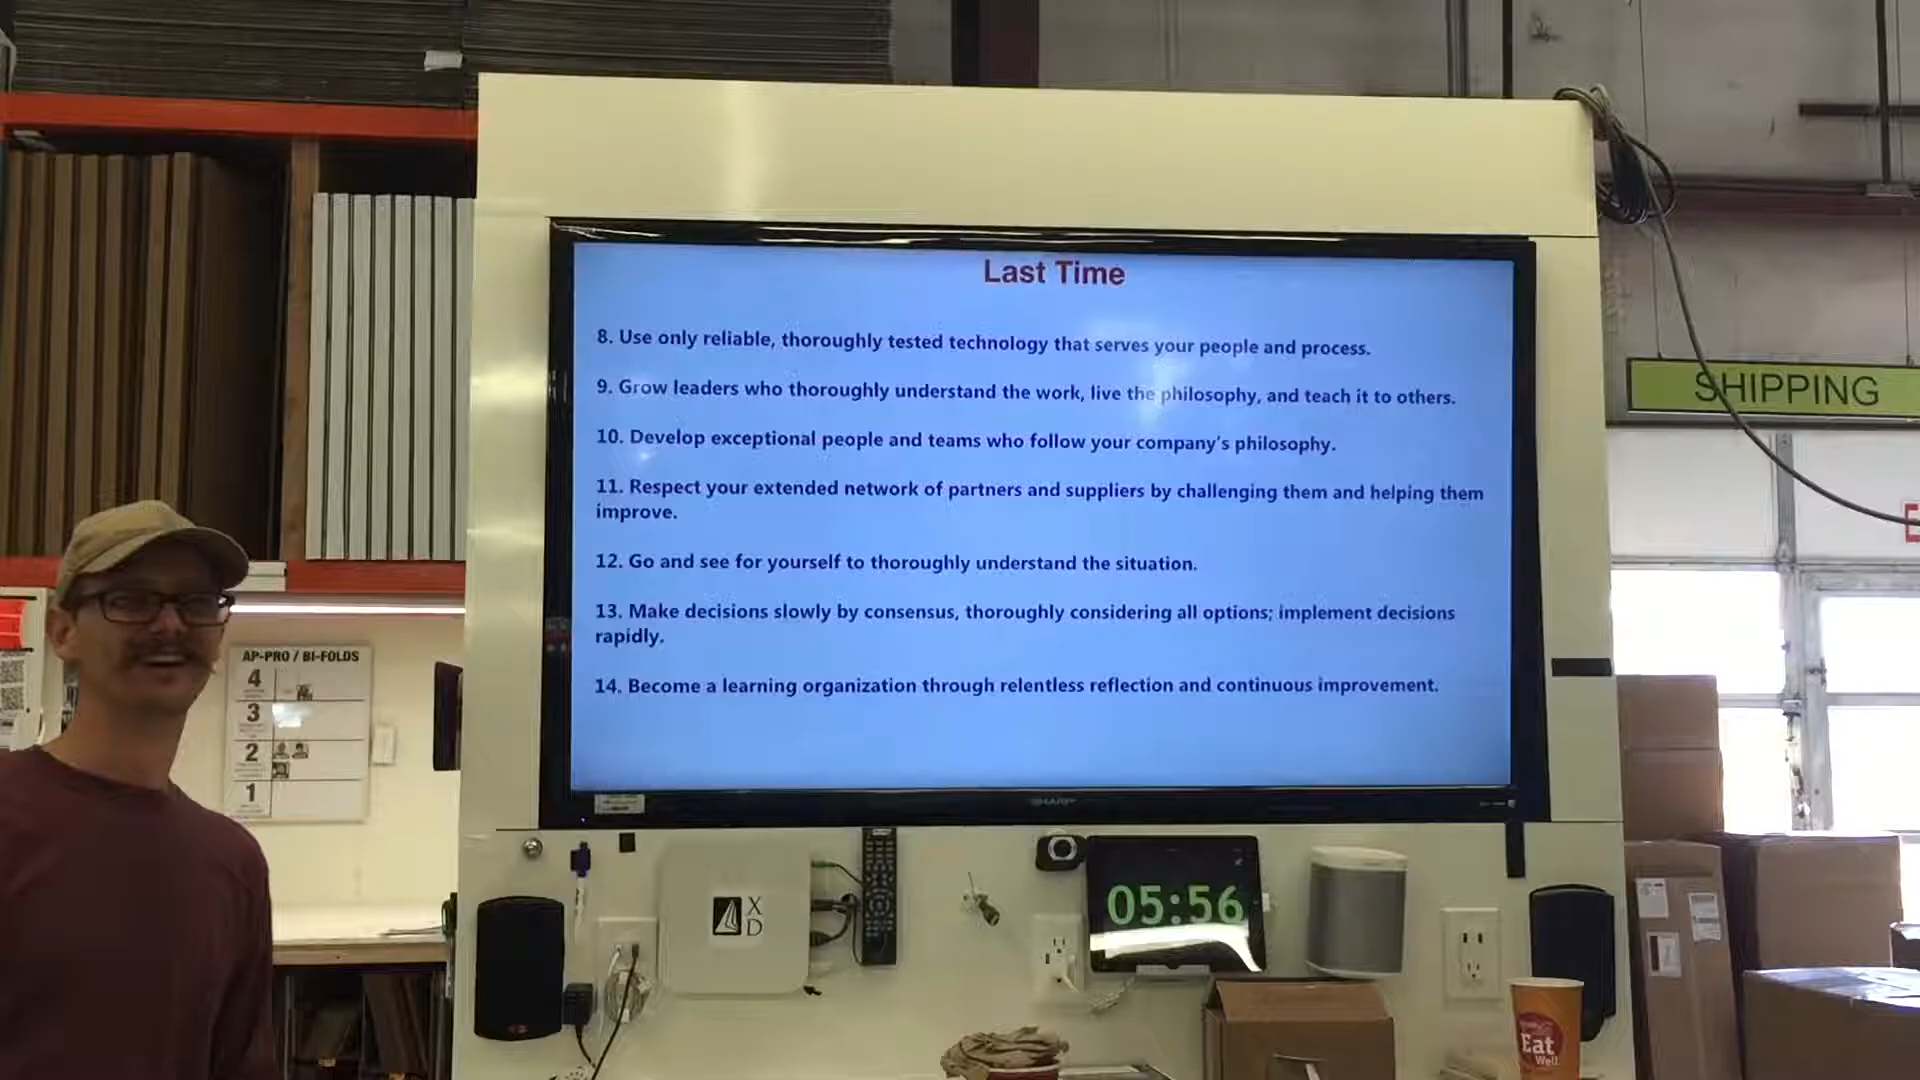 Last Time
8. Use only reliable, thoroughly tested technology that serves your people and process.
9. Grow leaders who thoroughly understand the work, live the philosophy, and teach it to others.
10. Develop exceptional people and teams who follow your company's philosophy.
11. Respect your extended network of partners and suppliers by challenging them and helping them
improve.
12. Go and see for yourself to thoroughly understand the situation.
13. Make decisions slowly by consensus, thoroughly considering all options; implement decisions
rapidly.
14. Become a learning organization through relentless reflection and continuous improvement.
SHARP
SHIPPING
AP-PRO / BI-FOLDS
4
3
2
1
X
D
05:56
Eat
Well